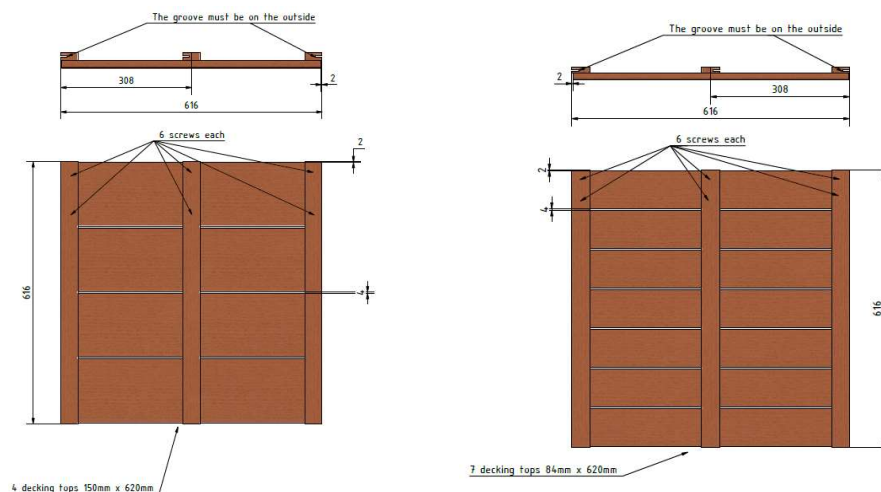 The groove must be on the outside
308
2
616
6 screws each
2
616
4
4 decking tops 150mm x 620mm
The groove must be on the outside
2
308
616
6 screws each
2
4
616
7 decking tops 84mm x 620mm